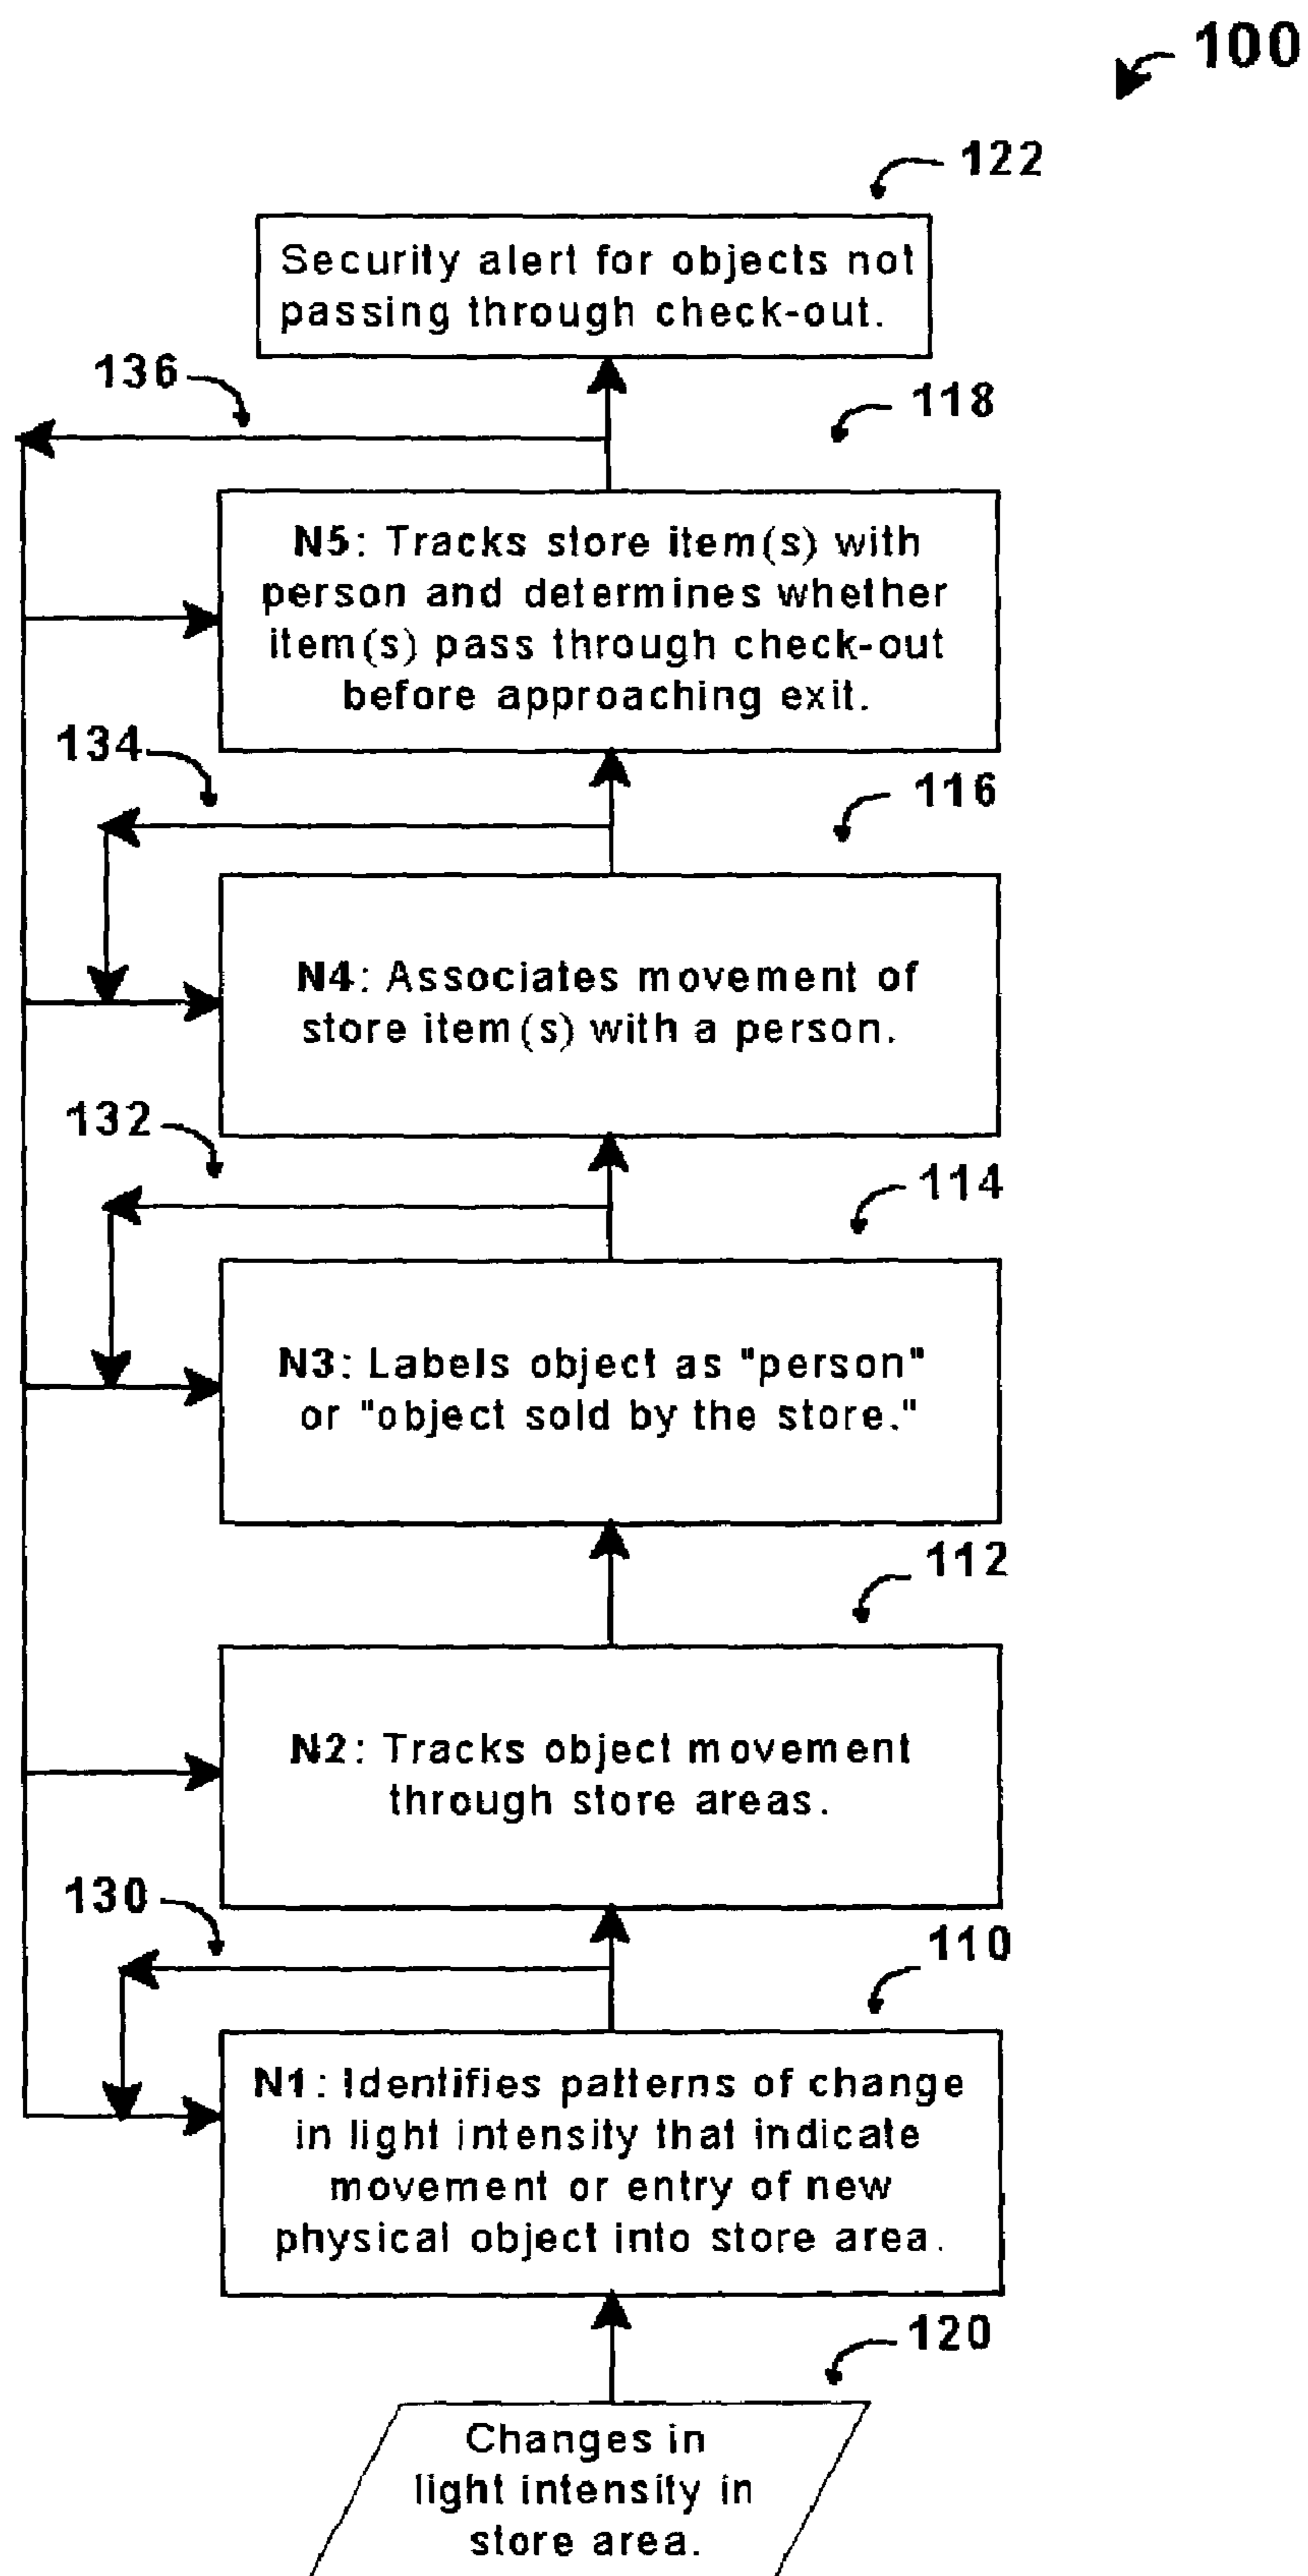 100
122
Security alert for objects not
passing through check-out.
136
118
N5: Tracks store item(s) with
person and determines whether
item(s) pass through check-out
before approaching exit.
134
116
N4: Associates movement of
store item(s) with a person.
132
114
N3: Labels object as "person"
or "object sold by the store."
112
N2: Tracks object movement
through store areas.
130
110
N1: Identifies patterns of change
in light intensity that indicate
movement or entry of new
physical object into store area.
120
Changes in
light intensity in
store area.